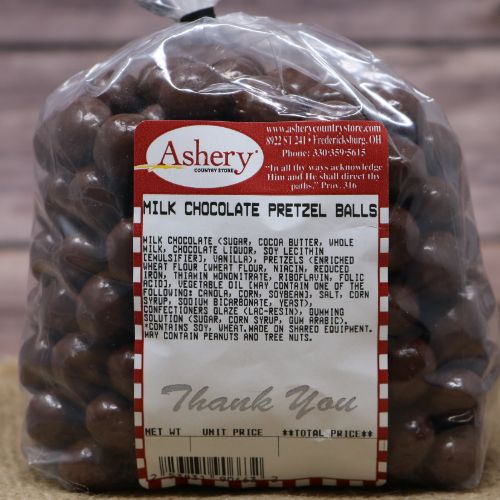 Ashery
COUNTRY STORE
www.asherycountrystore.com
8922 ST 241 • Fredericksburg, OH
Phone: 330-359-5615
"In all thy ways acknowledge
Him and He shall direct thy
paths." Prov. 316
MILK CHOCOLATE PRETZEL BALLS
MILK CHOCOLATE (SUGAR, COCOA BUTTER, WHOLE
MILK, CHOCOLATE LIQUOR, SOY LECITHIN
[EMULSIFIER], VANILLA), PRETZELS (ENRICHED
WHEAT FLOUR [WHEAT FLOUR, NIACIN, REDUCED
IRON, THIAMIN MONONITRATE, RIBOFLAVIN, FOLIC
ACID], VEGETABLE OIL [MAY CONTAIN ONE OF THE
FOLLOWING: CANOLA, CORN, SOYBEAN], SALT, CORN
SYRUP, SODIUM BICARBONATE, YEAST),
CONFECTIONERS GLAZE (LAC-RESIN), GUMMING
SOLUTION (SUGAR, CORN SYRUP, GUM ARABIC).
*CONTAINS SOY, WHEAT.MADE ON SHARED EQUIPMENT.
MAY CONTAIN PEANUTS AND TREE NUTS.
Thank You
NET WT UNIT PRICE **TOTAL PRICE**